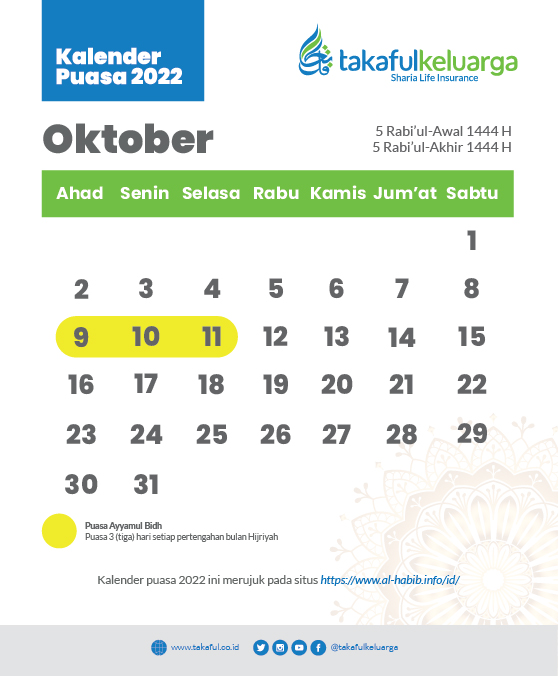 Kalender
Puasa 2022
takafulkeluarga
Sharia Life Insurance
Oktober
5 Rabi'ul-Awal 1444 H
5 Rabi'ul-Akhir 1444 H
Ahad Senin Selasa Rabu Kamis Jum'at Sabtu
1
2 3 4 5 6 7 8
9 10 11 12 13 14 15
16 17 18 19 20 21 22
23 24 25 26 27 28 29
30 31
Puasa Ayyamul Bidh
Puasa 3 (tiga) hari setiap pertengahan bulan Hijriyah
Kalender puasa 2022 ini merujuk pada situs https://www.al-habib.info/id/
www.takaful.co.id @takafulkeluarga